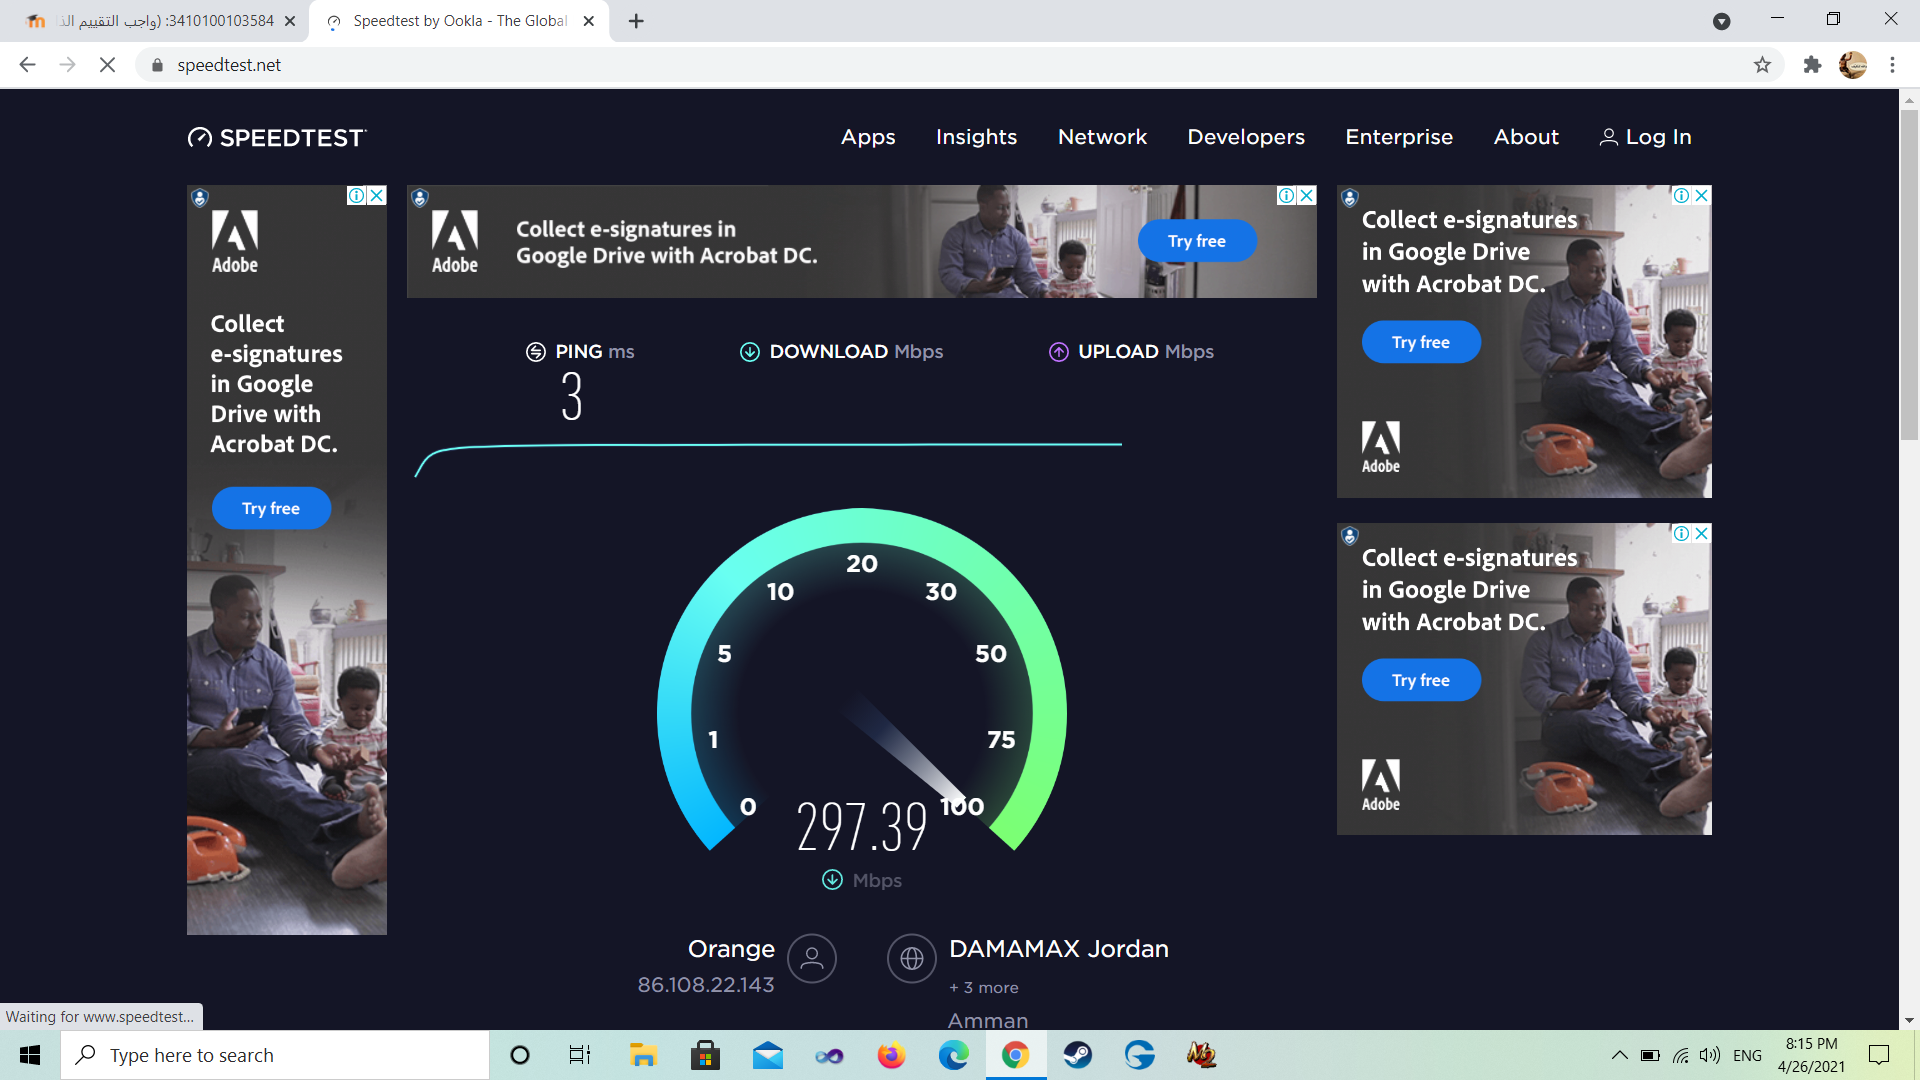 3410100103584: (واجب التقييم الذا
Speedtest by Ookla - The Global
speedtest.net
SPEEDTEST
Apps
Insights
Network
Developers
Enterprise
About
Log In
Adobe
Collect
e-signatures
in Google
Drive with
Acrobat DC.
Try free
Adobe
Collect e-signatures in
Google Drive with Acrobat DC.
Try free
Collect e-signatures
in Google Drive
with Acrobat DC.
Try free
Adobe
PING ms
3
DOWNLOAD Mbps
UPLOAD Mbps
0
1
5
10
20
30
50
75
100
297.39
Mbps
Collect e-signatures
in Google Drive
with Acrobat DC.
Try free
Adobe
Orange
86.108.22.143
DAMAMAX Jordan
+ 3 more
Amman
Waiting for www.speedtest...
Type here to search
ENG
8:15 PM
4/26/2021